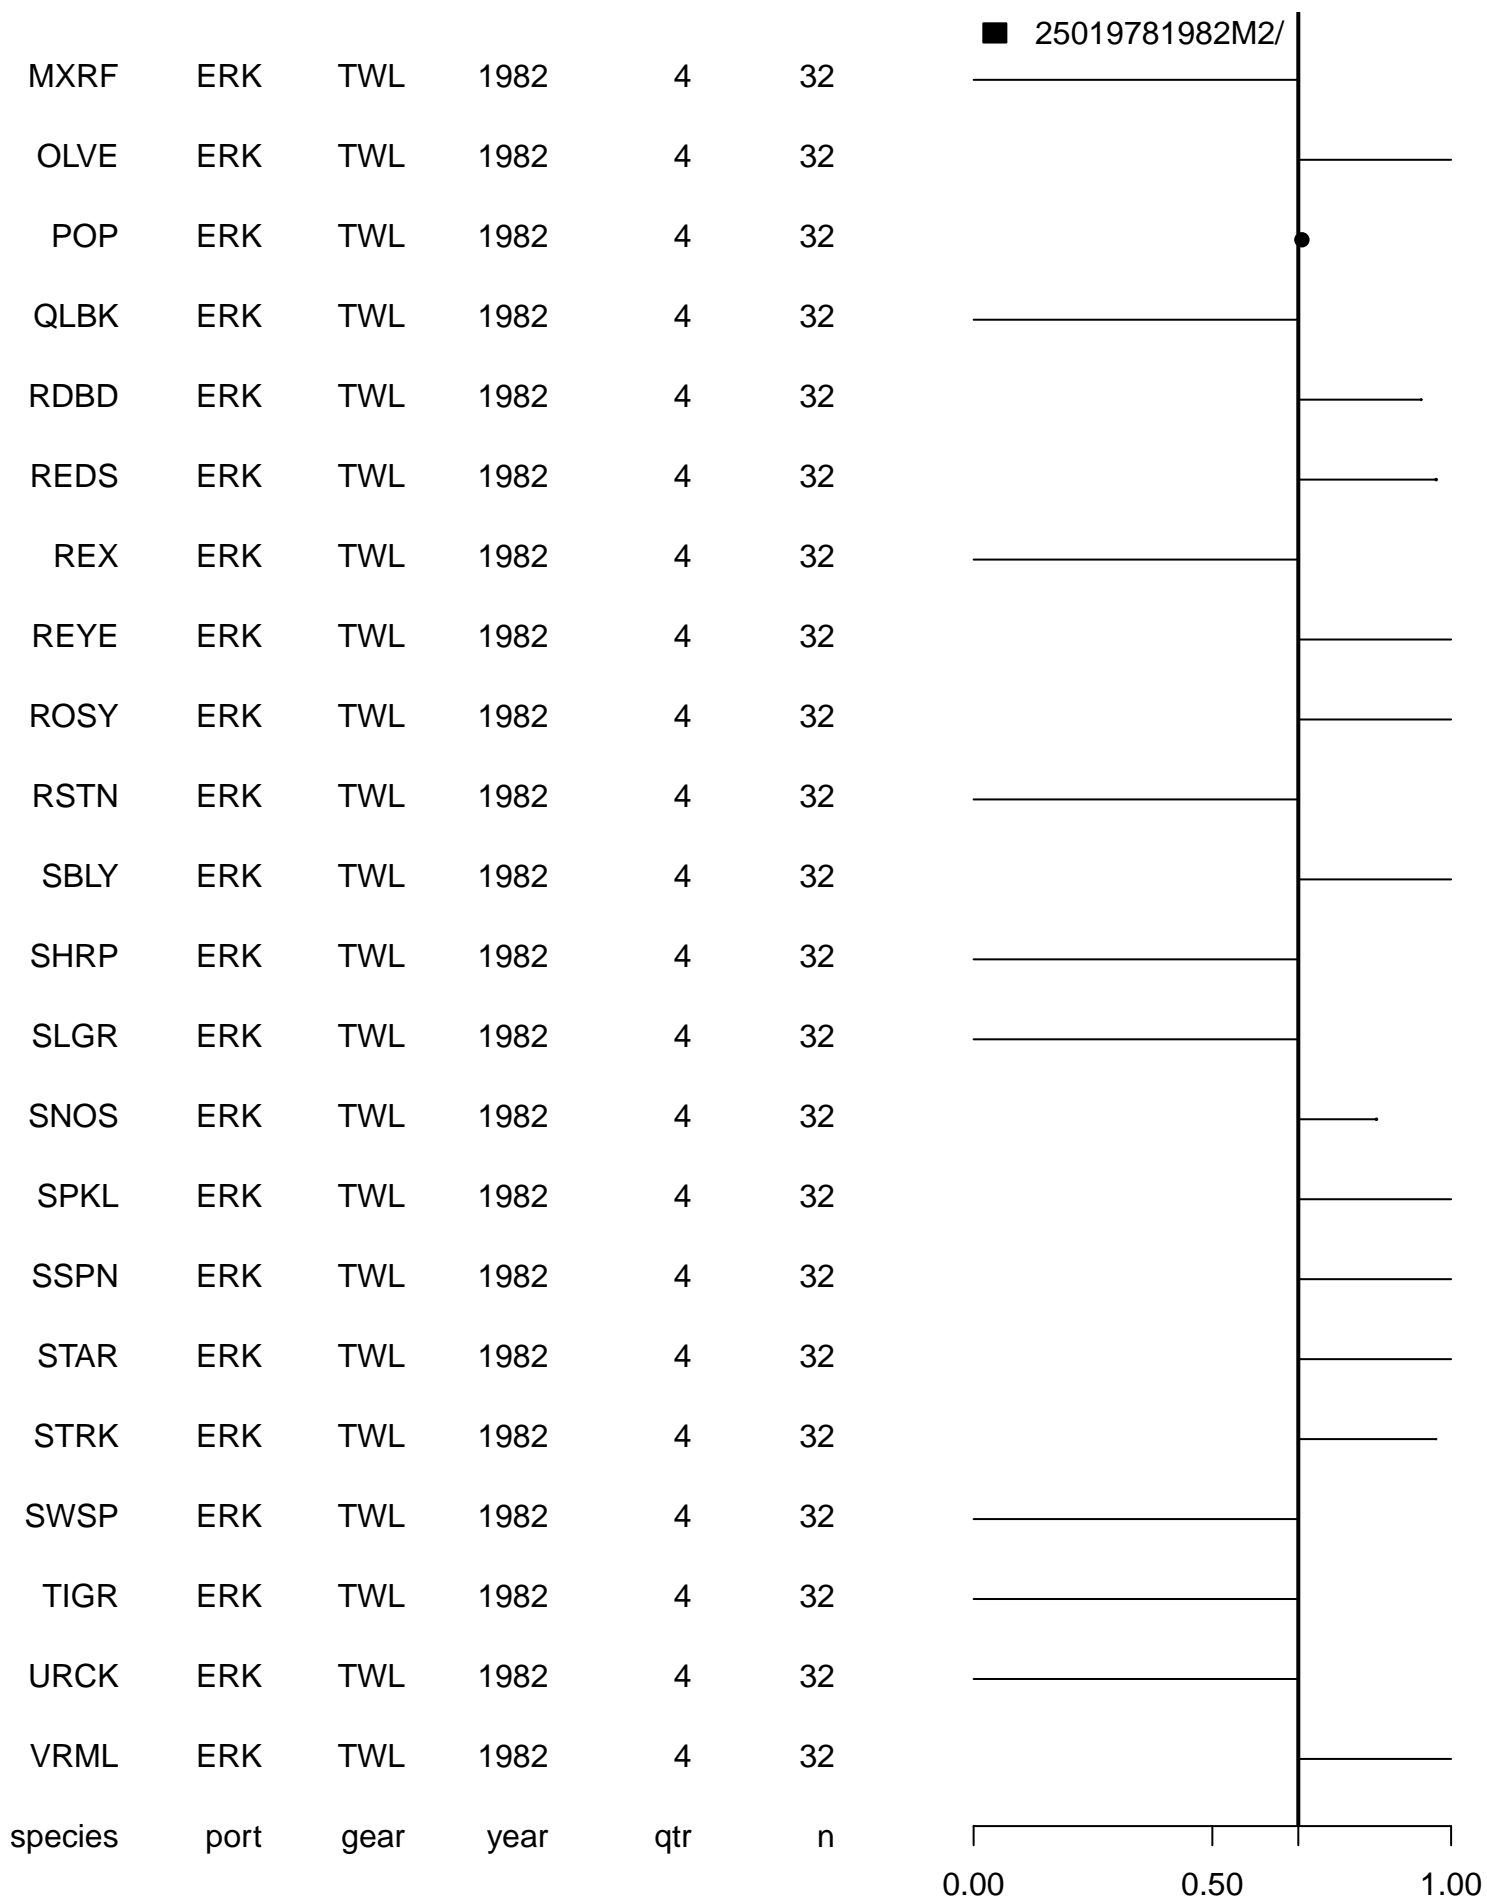 25019781982M2/
MXRF ERK TWL 1982 4 32
OLVE ERK TWL 1982 4 32
POP ERK TWL 1982 4 32
QLBK ERK TWL 1982 4 32
RDBD ERK TWL 1982 4 32
REDS ERK TWL 1982 4 32
REX ERK TWL 1982 4 32
REYE ERK TWL 1982 4 32
ROSY ERK TWL 1982 4 32
RSTN ERK TWL 1982 4 32
SBLY ERK TWL 1982 4 32
SHRP ERK TWL 1982 4 32
SLGR ERK TWL 1982 4 32
SNOS ERK TWL 1982 4 32
SPKL ERK TWL 1982 4 32
SSPN ERK TWL 1982 4 32
STAR ERK TWL 1982 4 32
STRK ERK TWL 1982 4 32
SWSP ERK TWL 1982 4 32
TIGR ERK TWL 1982 4 32
URCK ERK TWL 1982 4 32
VRML ERK TWL 1982 4 32
species port gear year qtr n
0.00 0.50 1.00